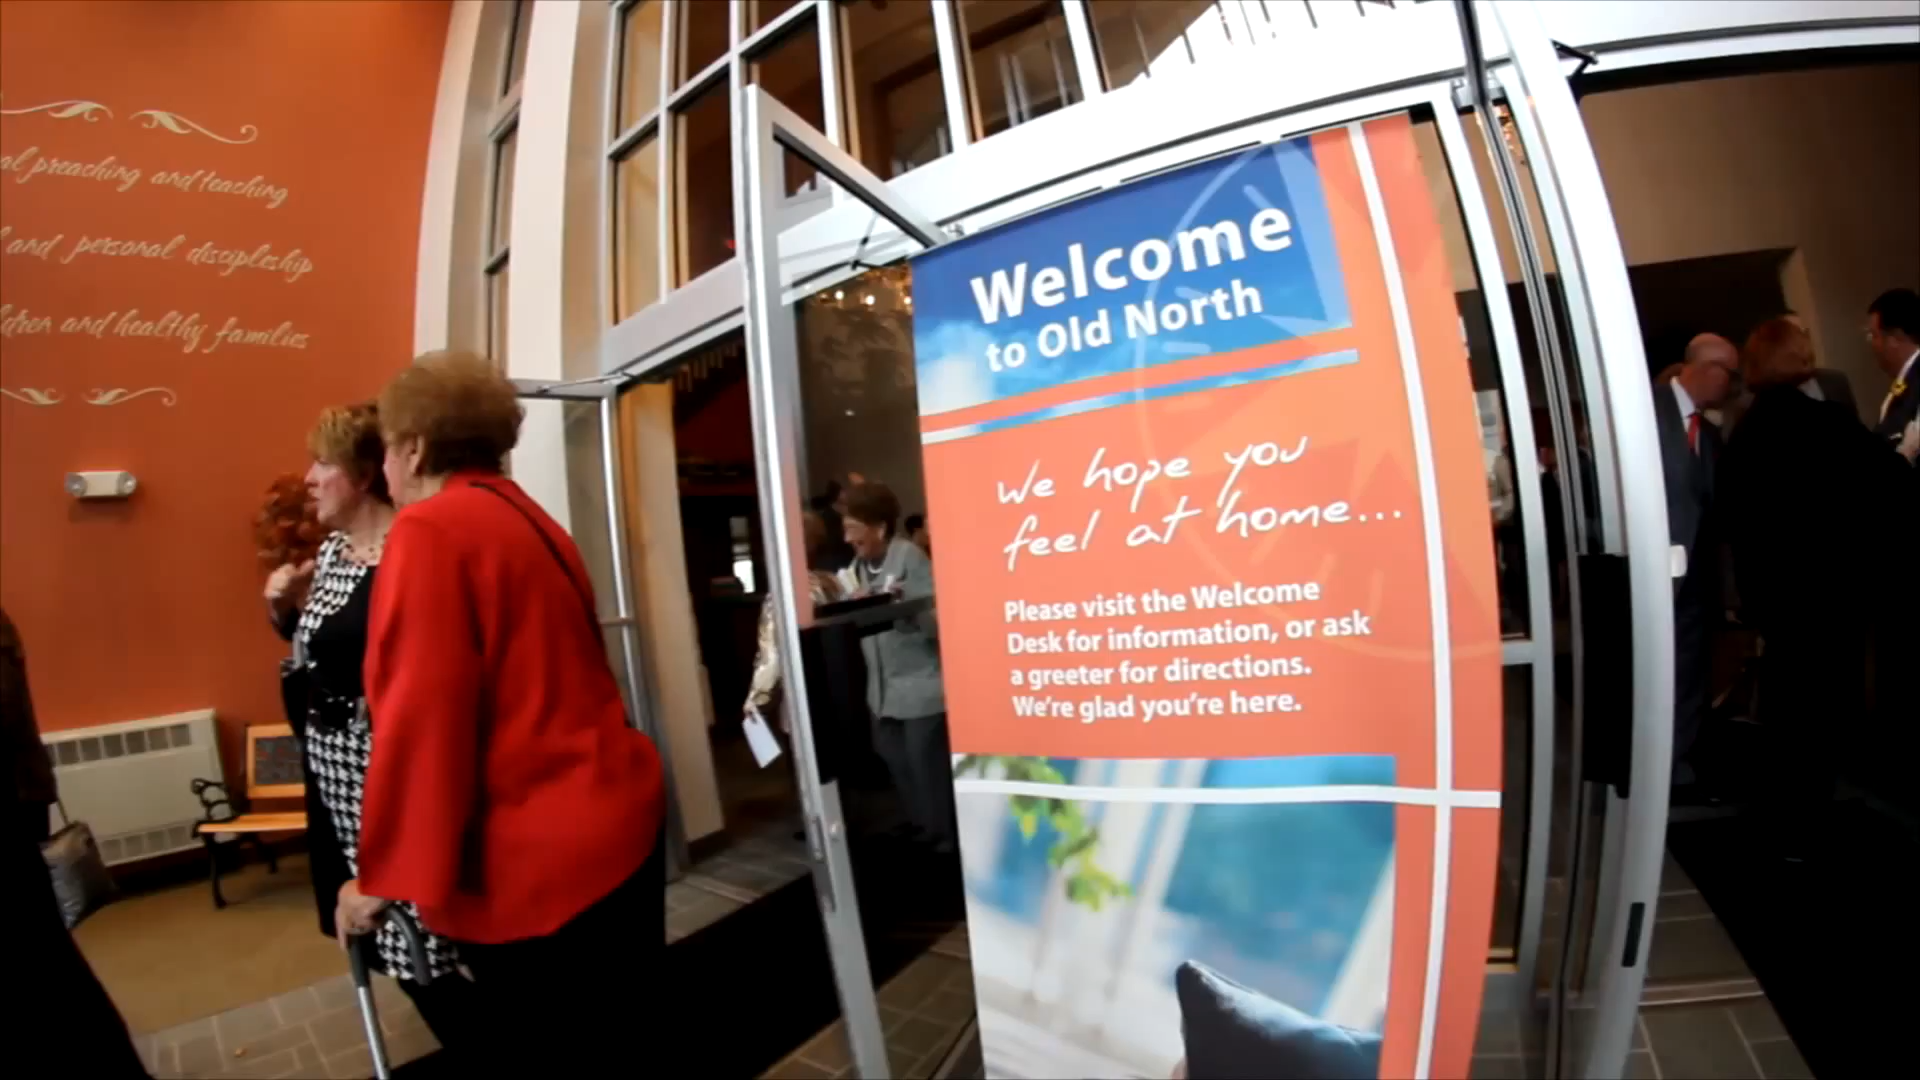 preaching and teaching
and personal discipleship
and healthy families
Welcome
to Old North
We hope you
feel at home...
Please visit the Welcome
Desk for information, or ask
a greeter for directions.
We're glad you're here.